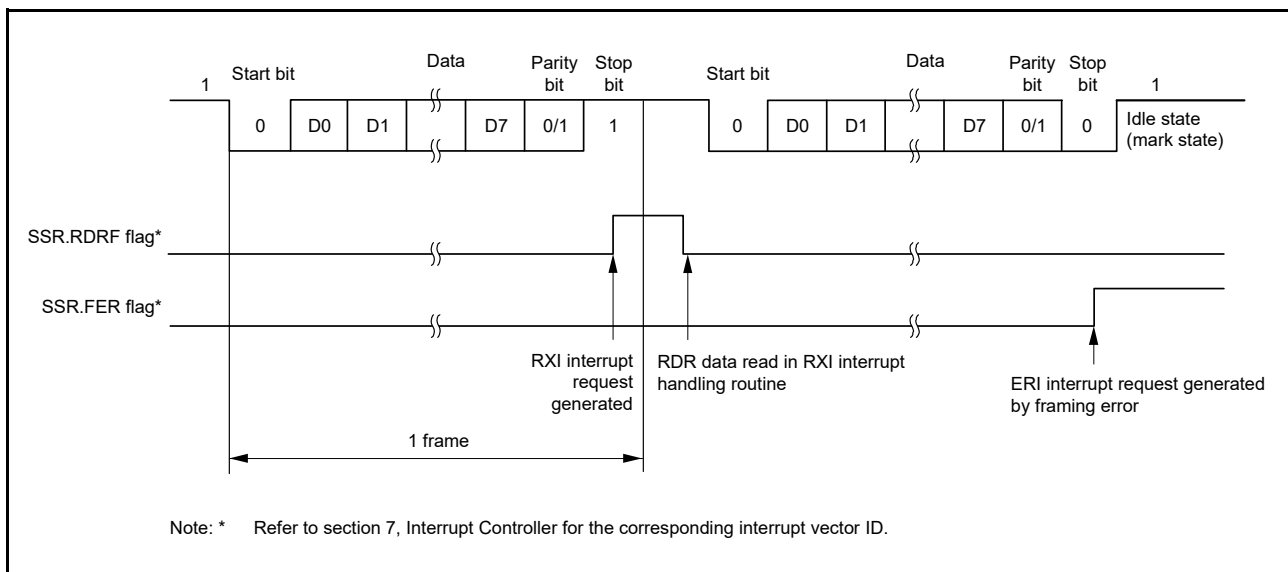 1
Start bit
Data
Parity
bit
Stop
bit
Start bit
Data
Parity
bit
Stop
bit
1
0
D0
D1
D7
0/1
1
0
D0
D1
D7
0/1
0
Idle state
(mark state)
SSR.RDRF flag*
SSR.FER flag*
RXI interrupt
request
generated
RDR data read in RXI interrupt
handling routine
ERI interrupt request generated
by framing error
1 frame
Note: * Refer to section 7, Interrupt Controller for the corresponding interrupt vector ID.